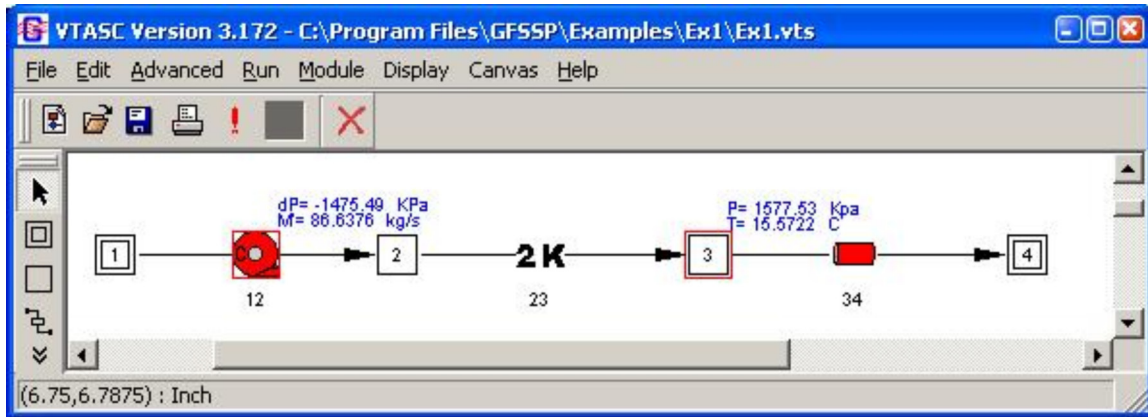 VTASC Version 3.172 - C:\Program Files\GFSSP\Examples\Ex1\Ex1.vts
File Edit Advanced Run Module Display Canvas Help
dP= -1475.49 KPa
M= 86.6376 kg/s
P= 1577.53 Kpa
T= 15.5722 C
1 2 2K 3 4
12 23 34
(6.75,6.7875) : Inch